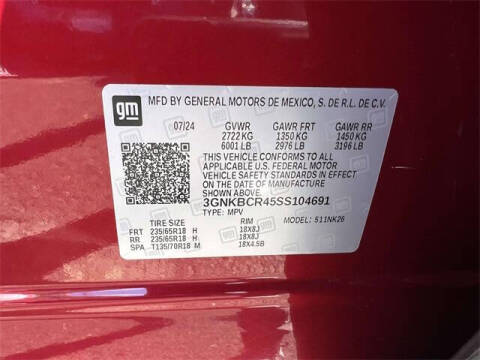 gm
MFD BY GENERAL MOTORS DE MEXICO, S. DE R.L. DE C.V.
07/24 GVWR GAWR FRT GAWR RR
2722 KG 1350 KG 1450 KG
6001 LB 2976 LB 3196 LB
THIS VEHICLE CONFORMS TO ALL
APPLICABLE U.S. FEDERAL MOTOR
VEHICLE SAFETY STANDARDS IN EFFECT
ON THE DATE OF MANUFACTURE
SHOWN ABOVE.
3GNKBCR45SS104691
TYPE: MPV MODEL: 511NK26
TIRE SIZE RIM
FRT 235/65R18 H 18X8J
RR 235/65R18 H 18X8J
SPA T135/70R18 M 18X4.5B